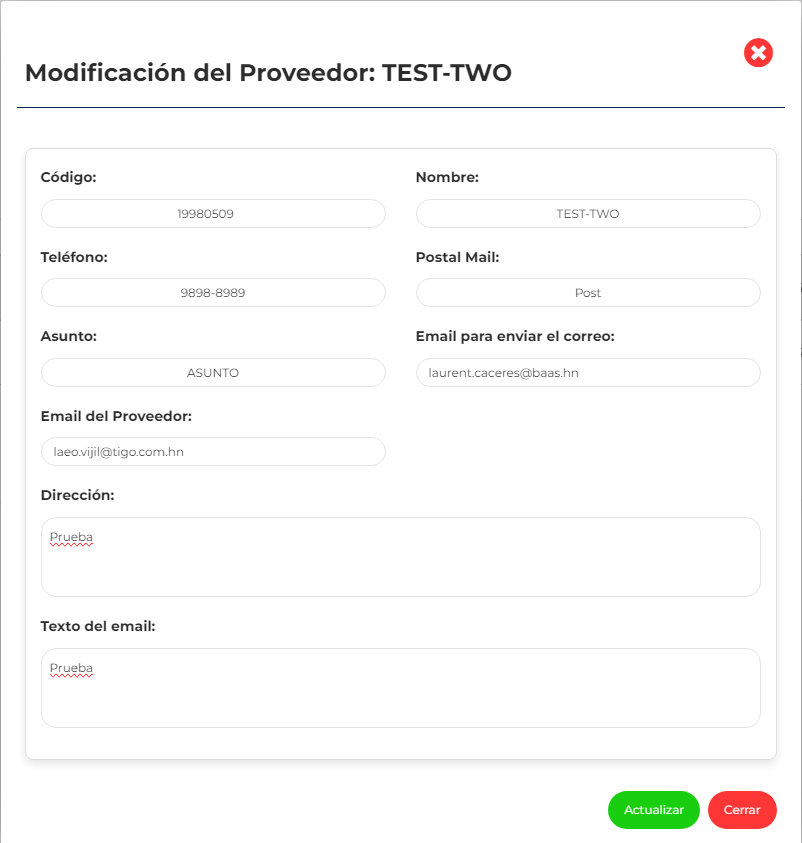 Modificación del Proveedor: TEST-TWO
Código:
Nombre:
19980509
TEST-TWO
Teléfono:
Postal Mail:
9898-8989
Post
Asunto:
Email para enviar el correo:
ASUNTO
laurent.caceres@baas.hn
Email del Proveedor:
laeo.vijil@tigo.com.hn
Dirección:
Prueba
Texto del email:
Prueba
Actualizar
Cerrar